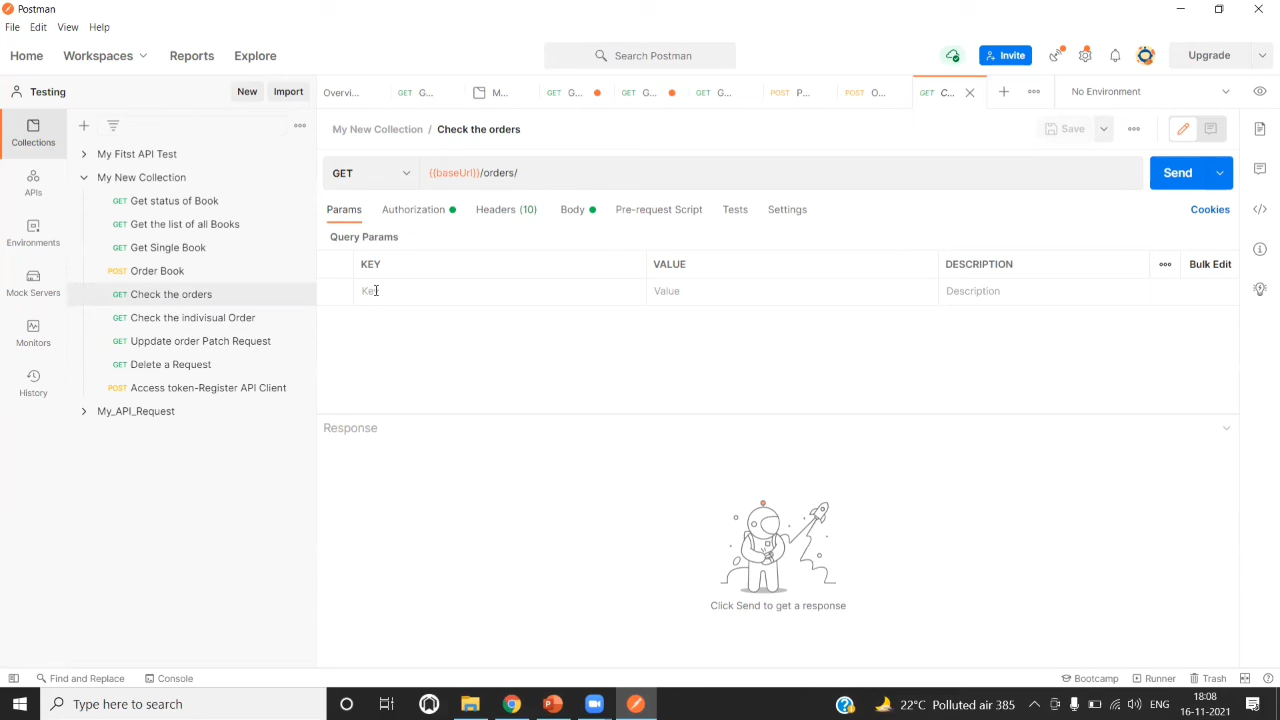 Postman
File Edit View Help
Home Workspaces Reports Explore Search Postman Invite Upgrade
Testing New Import Overvi... GET G... M... GET G... GET G... GET G... POST P... POST O... GET C... No Environment
My New Collection / Check the orders Save
Collections
APIs
Environments
Mock Servers
Monitors
History
My Fitst API Test
My New Collection
GET Get status of Book
GET Get the list of all Books
GET Get Single Book
POST Order Book
GET Check the orders
GET Check the indivisual Order
GET Uppdate order Patch Request
GET Delete a Request
POST Access token-Register API Client
My_API_Request
GET {{baseUrl}}/orders/ Send
Params Authorization Headers (10) Body Pre-request Script Tests Settings Cookies
Query Params
KEY VALUE DESCRIPTION Bulk Edit
Key Value Description
Response
Click Send to get a response
Find and Replace Console Bootcamp Runner Trash
Type here to search 22°C Polluted air 385 18:08
16-11-2021